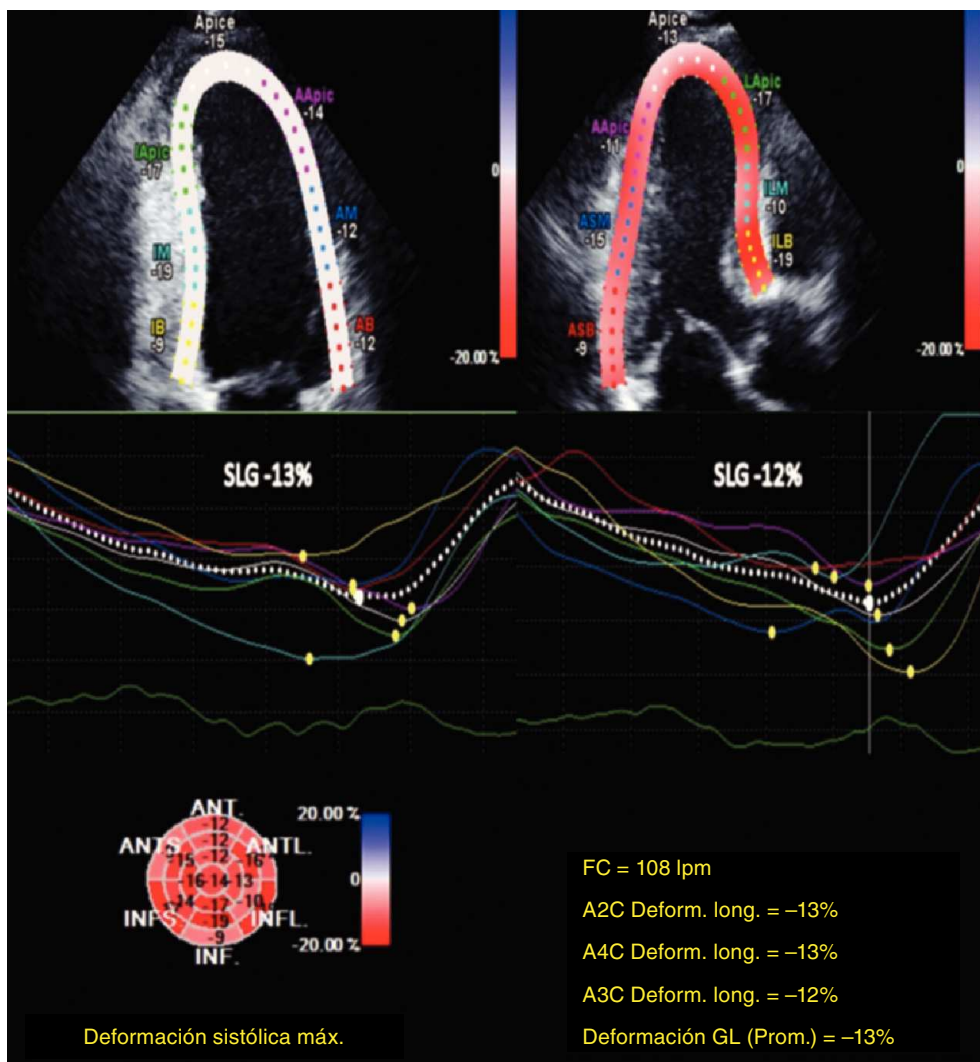 Apice
-15
AApic
-14
IApic
-17
AM
-12
IM
-19
IB
-9
AB
-12
0
-20.00 %
Apice
-13
LApic
-17
AApic
-11
ILM
-10
ASM
-15
ILB
-19
ASB
-9
0
-20.00 %
SLG -13%
SLG -12%
ANT.
ANTS
ANTL.
INFS
INFL.
INF.
-12
-12
-12
-15
-16
-16
-14
-13
-10
-17
-19
-9
20.00 %
0
-20.00 %
Deformación sistólica máx.
FC = 108 lpm
A2C Deform. long. = –13%
A4C Deform. long. = –13%
A3C Deform. long. = –12%
Deformación GL (Prom.) = –13%